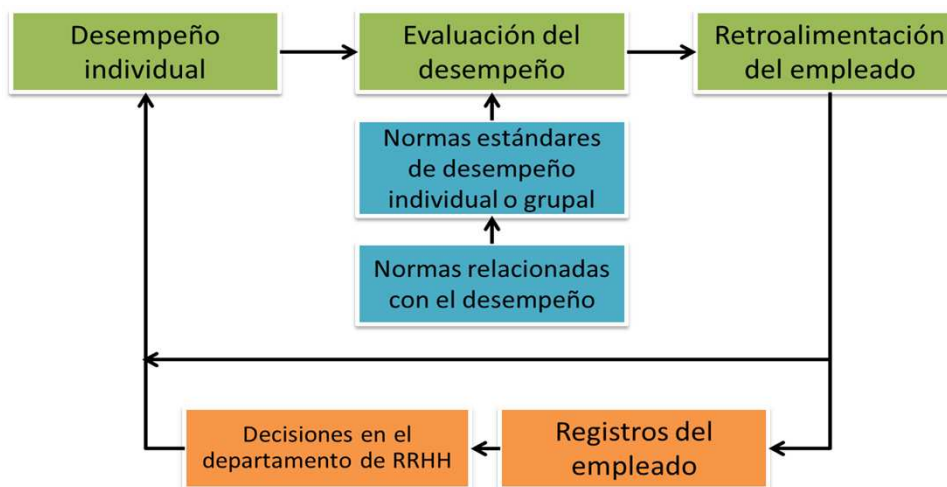 Desempeño
individual
Evaluación del
desempeño
Retroalimentación
del empleado
Normas estándares
de desempeño
individual o grupal
Normas relacionadas
con el desempeño
Decisiones en el
departamento de RRHH
Registros del
empleado